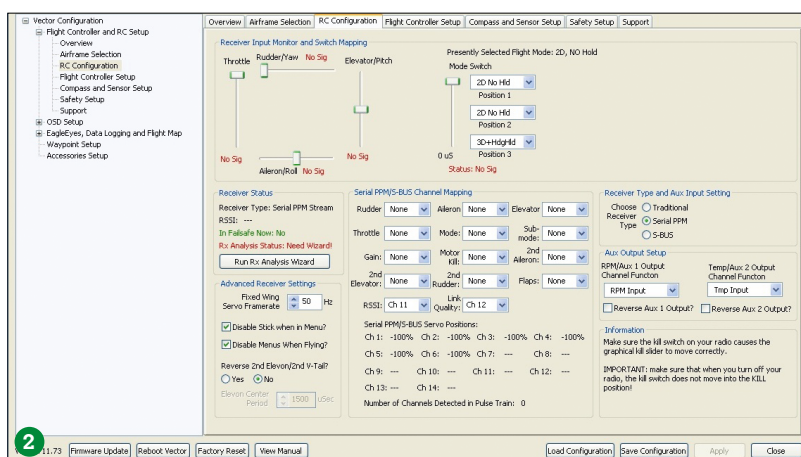 Vector Configuration
Flight Controller and RC Setup
Overview
Airframe Selection
RC Configuration
Flight Controller Setup
Compass and Sensor Setup
Safety Setup
Support
OSD Setup
EagleEyes, Data Logging and Flight Map
Waypoint Setup
Accessories Setup
Overview Airframe Selection RC Configuration Flight Controller Setup Compass and Sensor Setup Safety Setup Support
Receiver Input Monitor and Switch Mapping
Throttle Rudder/Yaw No Sig Elevator/Pitch
No Sig Aileron/Roll No Sig No Sig
Presently Selected Flight Mode: 2D, NO Hold
Mode Switch
2D No Hld
Position 1
2D No Hld
Position 2
3D+HdgHld
0 uS Position 3
Status: No Sig
Receiver Status
Receiver Type: Serial PPM Stream
RSSI: ---
In Failsafe Now: No
Rx Analysis Status: Need Wizard!
Run Rx Analysis Wizard
Advanced Receiver Settings
Fixed Wing Servo Framerate 50 Hz
Disable Stick when in Menu?
Disable Menus When Flying?
Reverse 2nd Elevon/2nd V-Tail?
Yes No
Elevon Center Period 1500 uSec
Serial PPM/S-BUS Channel Mapping
Rudder None Aileron None Elevator None
Throttle None Mode: None Sub-mode: None
Gain: None Motor Kill: None 2nd Aileron: None
2nd Elevator: None 2nd Rudder: None Flaps: None
RSSI: Ch 11 Link Quality: Ch 12
Serial PPM/S-BUS Servo Positions:
Ch 1: -100% Ch 2: -100% Ch 3: -100% Ch 4: -100%
Ch 5: -100% Ch 6: -100% Ch 7: --- Ch 8: ---
Ch 9: --- Ch 10: --- Ch 11: --- Ch 12: ---
Ch 13: --- Ch 14: ---
Number of Channels Detected in Pulse Train: 0
Receiver Type and Aux Input Setting
Choose Receiver Type
Traditional
Serial PPM
S-BUS
Aux Output Setup
RPM/Aux 1 Output Channel Functon
RPM Input
Reverse Aux 1 Output?
Temp/Aux 2 Output Channel Functon
Tmp Input
Reverse Aux 2 Output?
Information
Make sure the kill switch on your radio causes the
graphical kill slider to move correctly.
IMPORTANT: make sure that when you turn off your
radio, the kill switch does not move into the KILL
position!
2
11.73 Firmware Update Reboot Vector Factory Reset View Manual Load Configuration Save Configuration Apply Close